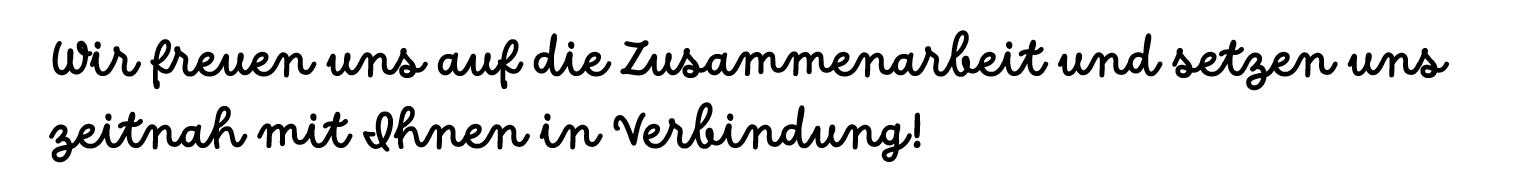 Wir freuen uns auf die Zusammenarbeit und setzen uns
zeitnah mit Ihnen in Verbindung!